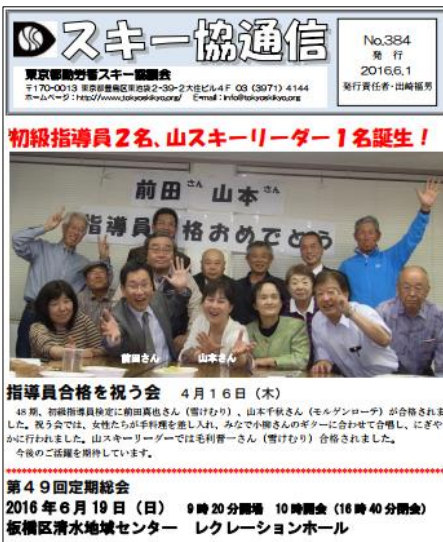 スキー協通信
No.384
発 行
2016.6.1
発行責任者・出崎福男
東京都勤労者スキー協議会
〒170-0013 東京都豊島区東池袋2-39-2大住ビル4F 03 (3971) 4144
ホームページ:http://www.tokyoskikyo.org/ E-mail:info@tokyoskikyo.org
初級指導員2名、山スキーリーダー1名誕生!
前田さん 山本さん
指導員合格おめでとう
前田さん 山本さん
指導員合格を祝う会 4月16日(木)
48期、初級指導員検定に前田真也さん(雪けむり)、山本千秋さん(モルゲンローテ)が合格されま
した。祝う会では、女性たちが手料理を差し入れ、みんなで小柳さんのギターに合わせて合唱し、にぎや
かに行われました。山スキーリーダーでは毛利晋一さん(雪けむり)合格されました。
今後のご活躍を期待しています。
第49回定期総会
2016年6月19日(日) 9時20分開場 10時開会(16時40分閉会)
板橋区清水地域センター レクレーションホール